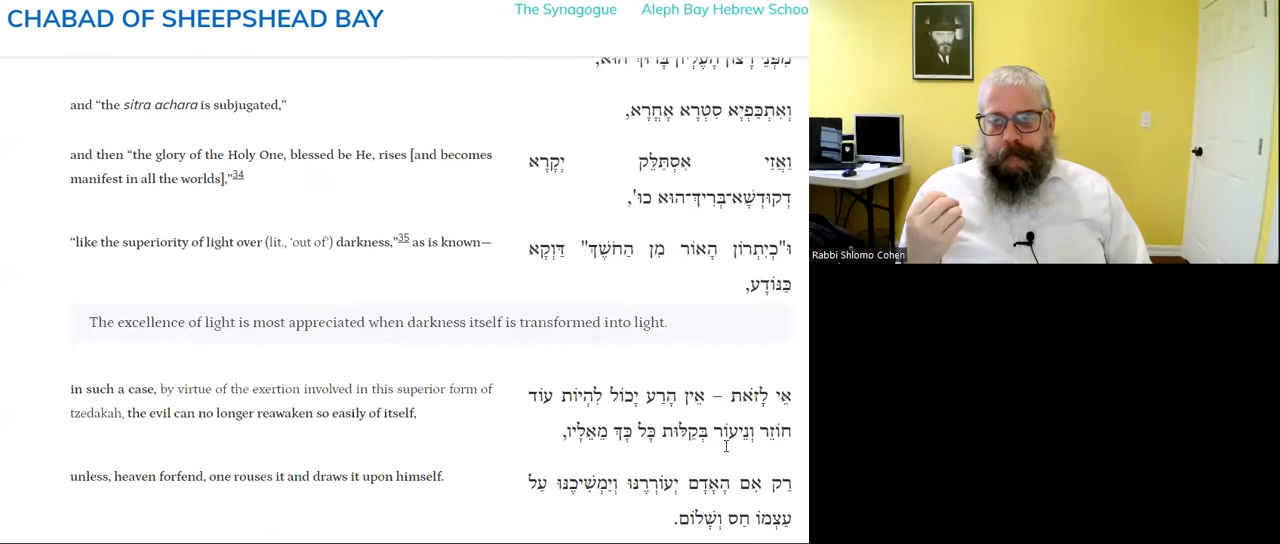 CHABAD OF SHEEPSHEAD BAY
The Synagogue Aleph Bay Hebrew Schoo
מִפְּנֵי רָצוֹן הָעֶלְיוֹן בָּרוּךְ הוּא,
and “the sitra achara is subjugated,”
וְאִתְכַּפְיָא סִטְרָא אָחֳרָא,
and then “the glory of the Holy One, blessed be He, rises [and becomes
manifest in all the worlds],”34
וַאֲזַי אִסְתַּלֵּק יְקָרָא
דְקוּדְשָׁא־בְּרִיךְ־הוּא כוּ',
“like the superiority of light over (lit., ‘out of’) darkness,”35 as is known—
וּ"כְיִתְרוֹן הָאוֹר מִן הַחֹשֶׁךְ" דַּוְקָא
כַּנּוֹדָע,
The excellence of light is most appreciated when darkness itself is transformed into light.
in such a case, by virtue of the exertion involved in this superior form of
tzedakah, the evil can no longer reawaken so easily of itself,
אֵי לָזֹאת – אֵין הָרַע יָכוֹל לִהְיוֹת עוֹד
חוֹזֵר וְנֵיעוֹר בְּקַלּוּת כָּל כָּךְ מֵאֵלָיו,
unless, heaven forfend, one rouses it and draws it upon himself.
רַק אִם הָאָדָם יְעוֹרְרֶנּוּ וְיַמְשִׁיכֶנּוּ עַל
עַצְמוֹ חַס וְשָׁלוֹם.
Rabbi Shlomo Cohen